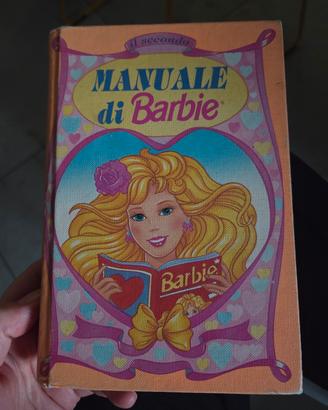 il secondo
MANUALE
di Barbie®
Barbie